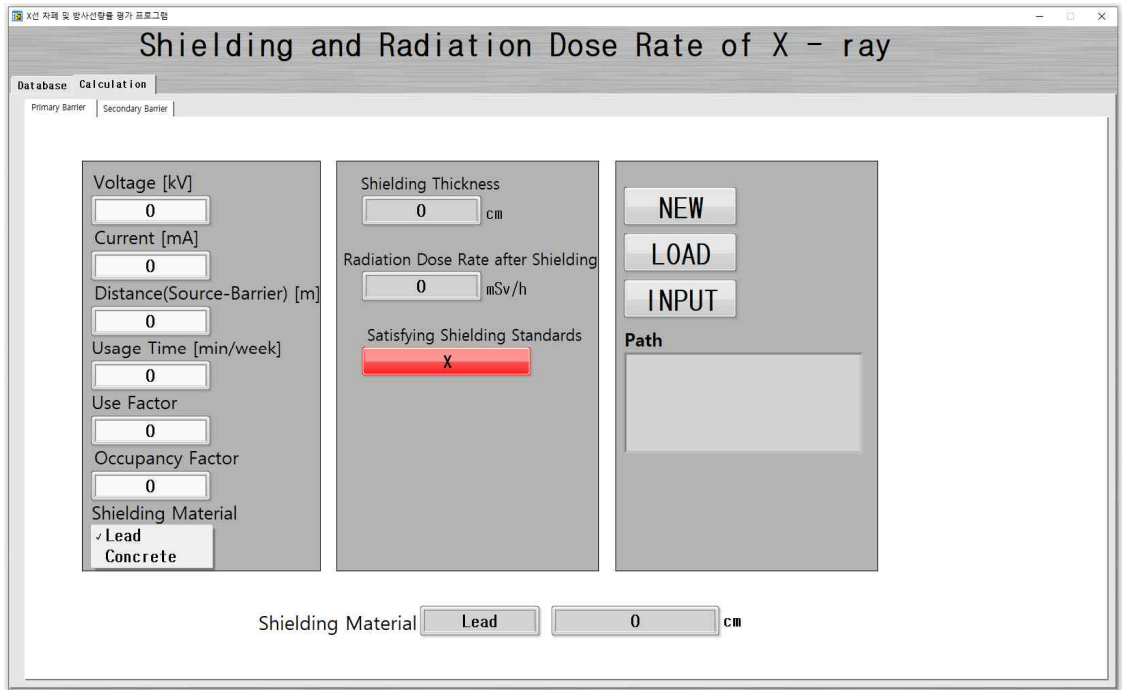 X선 차폐 및 방사선량률 평가 프로그램
Shielding and Radiation Dose Rate of X - ray
Database Calculation
Primary Barrier Secondary Barrier
Voltage [kV]
0
Current [mA]
0
Distance(Source-Barrier) [m]
0
Usage Time [min/week]
0
Use Factor
0
Occupancy Factor
0
Shielding Material
✓Lead
Concrete
Shielding Thickness
0 cm
Radiation Dose Rate after Shielding
0 mSv/h
Satisfying Shielding Standards
X
NEW
LOAD
INPUT
Path
Shielding Material Lead 0 cm